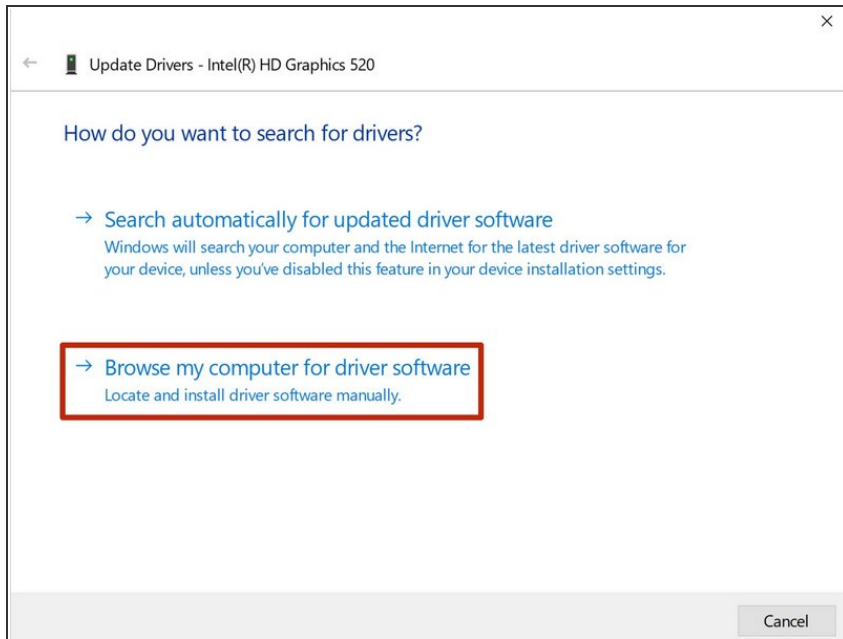 Update Drivers - Intel(R) HD Graphics 520
How do you want to search for drivers?
Search automatically for updated driver software
Windows will search your computer and the Internet for the latest driver software for
your device, unless you've disabled this feature in your device installation settings.
Browse my computer for driver software
Locate and install driver software manually.
Cancel